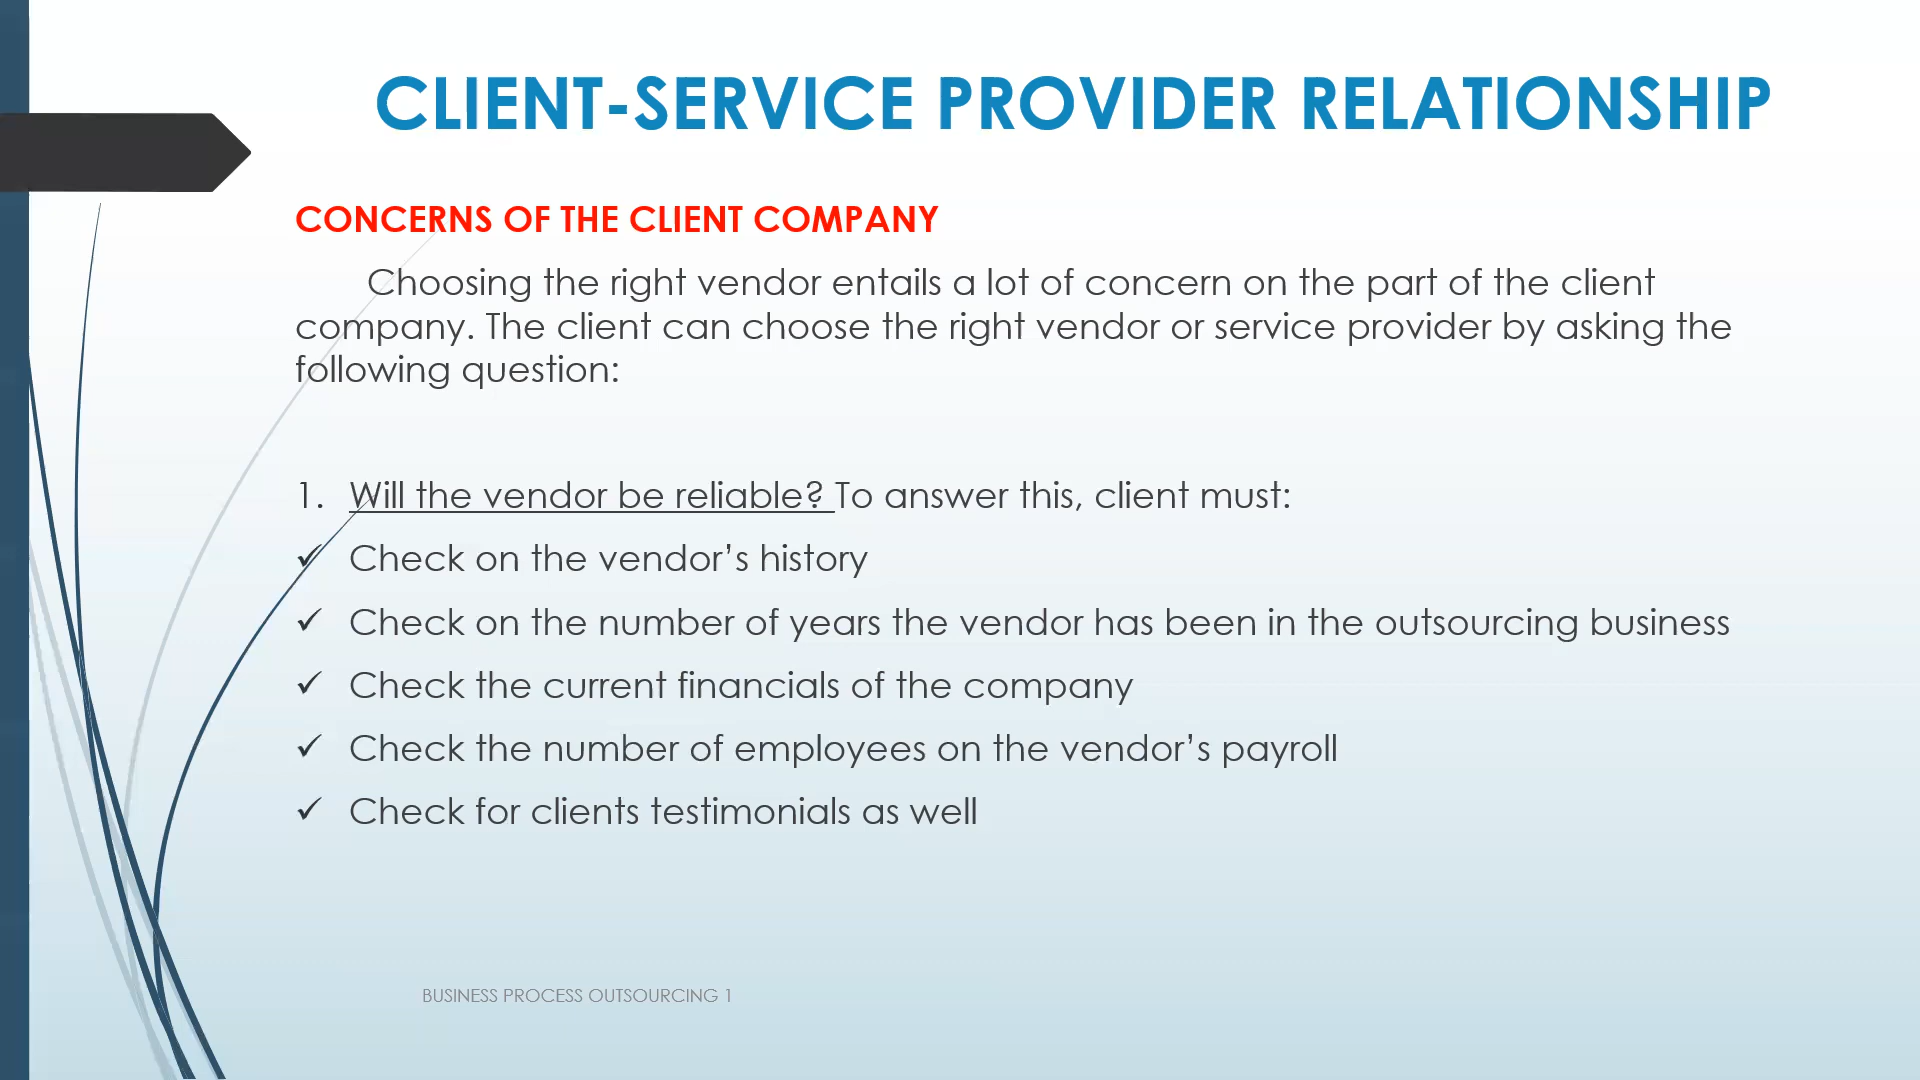 CLIENT-SERVICE PROVIDER RELATIONSHIP
CONCERNS OF THE CLIENT COMPANY
Choosing the right vendor entails a lot of concern on the part of the client
company. The client can choose the right vendor or service provider by asking the
following question:
1. Will the vendor be reliable? To answer this, client must:
✓ Check on the vendor’s history
✓ Check on the number of years the vendor has been in the outsourcing business
✓ Check the current financials of the company
✓ Check the number of employees on the vendor’s payroll
✓ Check for clients testimonials as well
BUSINESS PROCESS OUTSOURCING 1